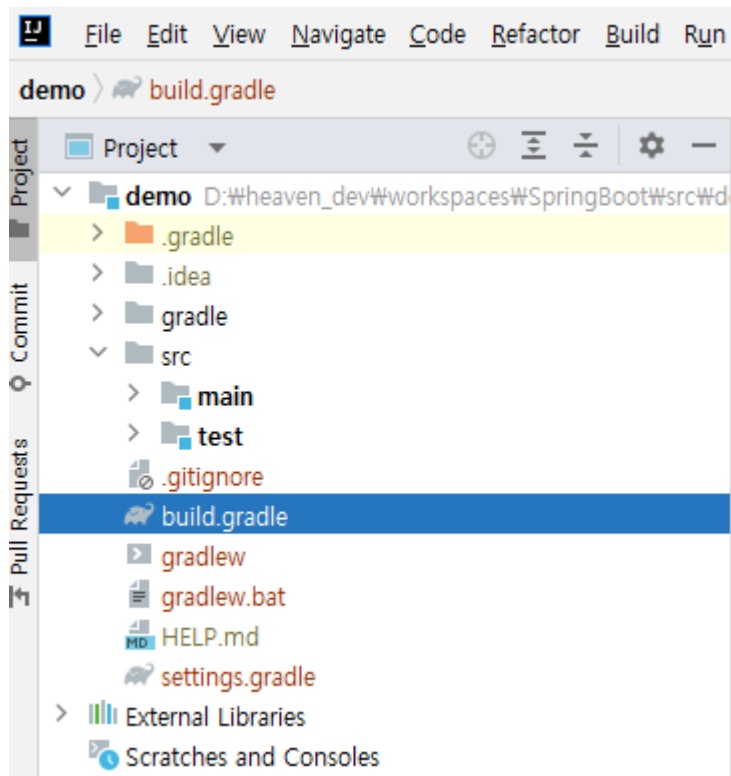 IJ File Edit View Navigate Code Refactor Build Run
demo 〉 build.gradle
Project
Commit
Pull Requests
Project
demo D:₩heaven_dev₩workspaces₩SpringBoot₩src₩d
.gradle
.idea
gradle
src
main
test
.gitignore
build.gradle
gradlew
gradlew.bat
MD HELP.md
settings.gradle
External Libraries
Scratches and Consoles